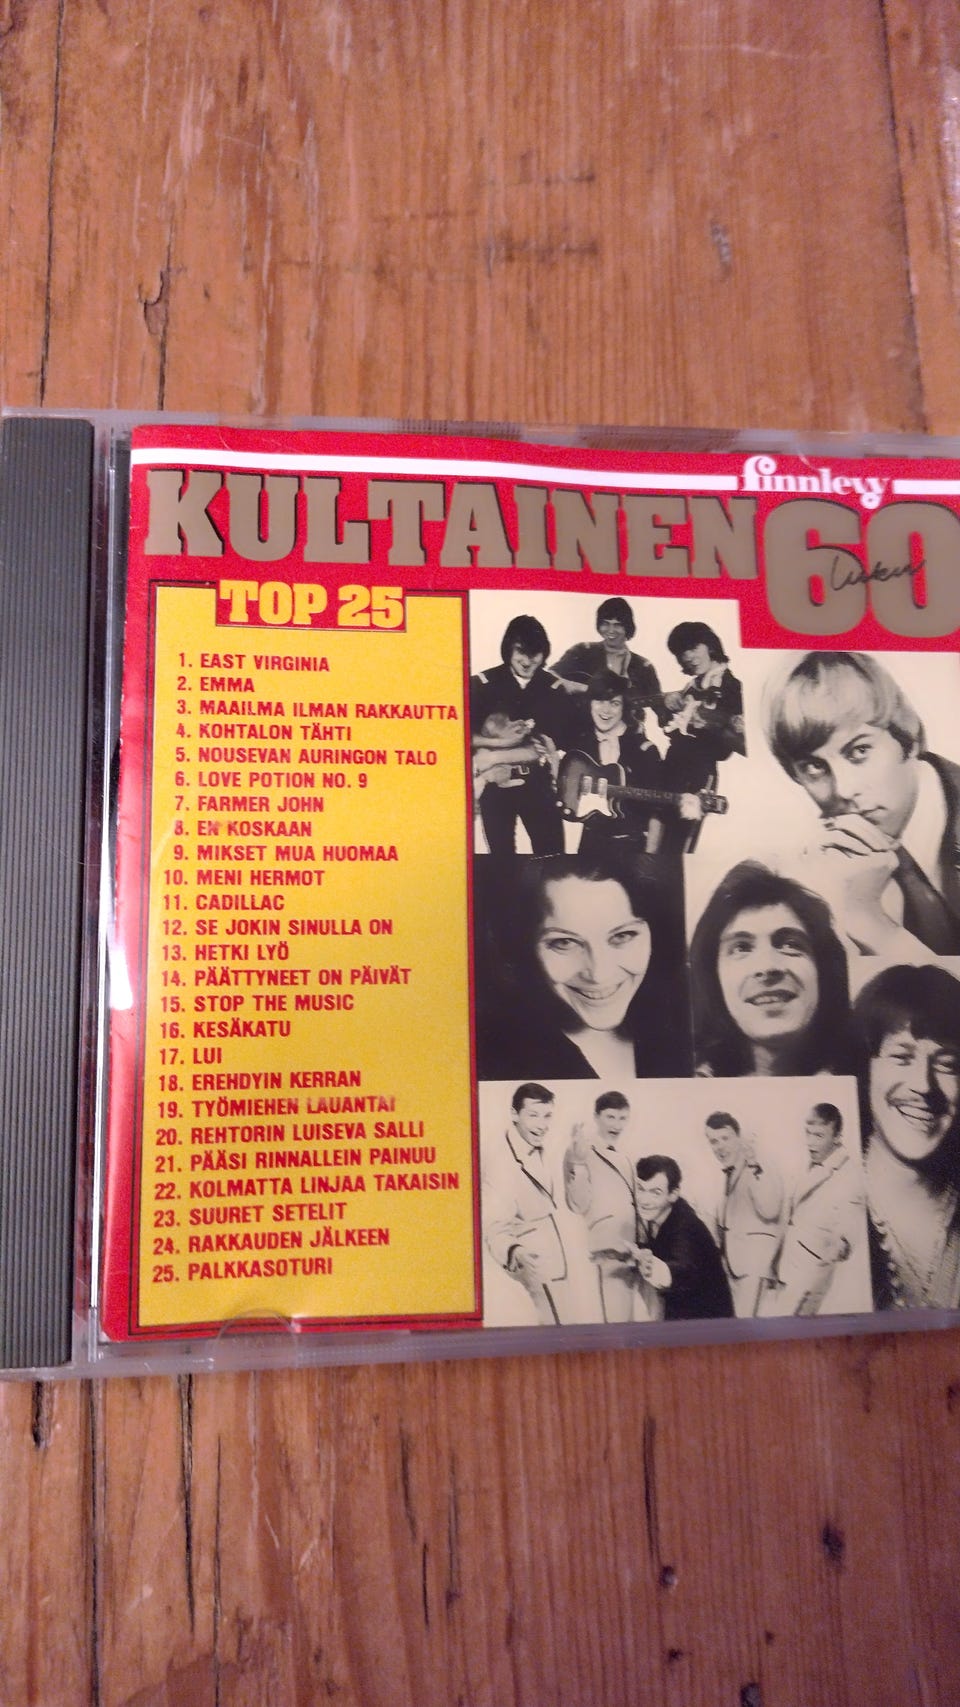 finnlevy
KULTAINEN 60
luku
TOP 25
1. EAST VIRGINIA
2. EMMA
3. MAAILMA ILMAN RAKKAUTTA
4. KOHTALON TÄHTI
5. NOUSEVAN AURINGON TALO
6. LOVE POTION NO. 9
7. FARMER JOHN
8. EN KOSKAAN
9. MIKSET MUA HUOMAA
10. MENI HERMOT
11. CADILLAC
12. SE JOKIN SINULLA ON
13. HETKI LYÖ
14. PÄÄTTYNEET ON PÄIVÄT
15. STOP THE MUSIC
16. KESÄKATU
17. LUI
18. EREHDYIN KERRAN
19. TYÖMIEHEN LAUANTAI
20. REHTORIN LUISEVA SALLI
21. PÄÄSI RINNALLEIN PAINUU
22. KOLMATTA LINJAA TAKAISIN
23. SUURET SETELIT
24. RAKKAUDEN JÄLKEEN
25. PALKKASOTURI